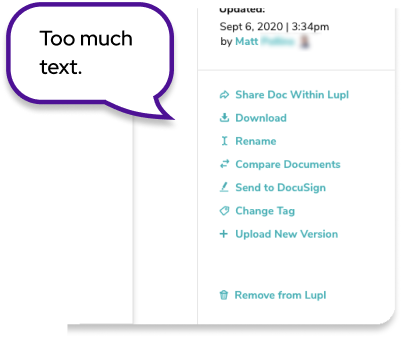 Too much
text.
Updated:
Sept 6, 2020 | 3:34pm
by Matt
Share Doc Within Lupl
Download
Rename
Compare Documents
Send to DocuSign
Change Tag
Upload New Version
Remove from Lupl